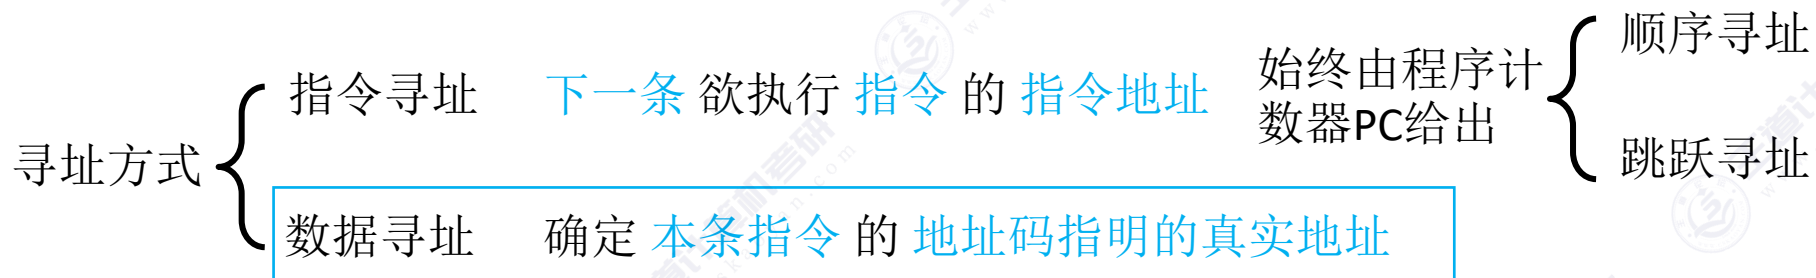 寻址方式
指令寻址 下一条 欲执行 指令 的 指令地址
始终由程序计
数器PC给出
顺序寻址
跳跃寻址
数据寻址 确定 本条指令 的 地址码指明的真实地址